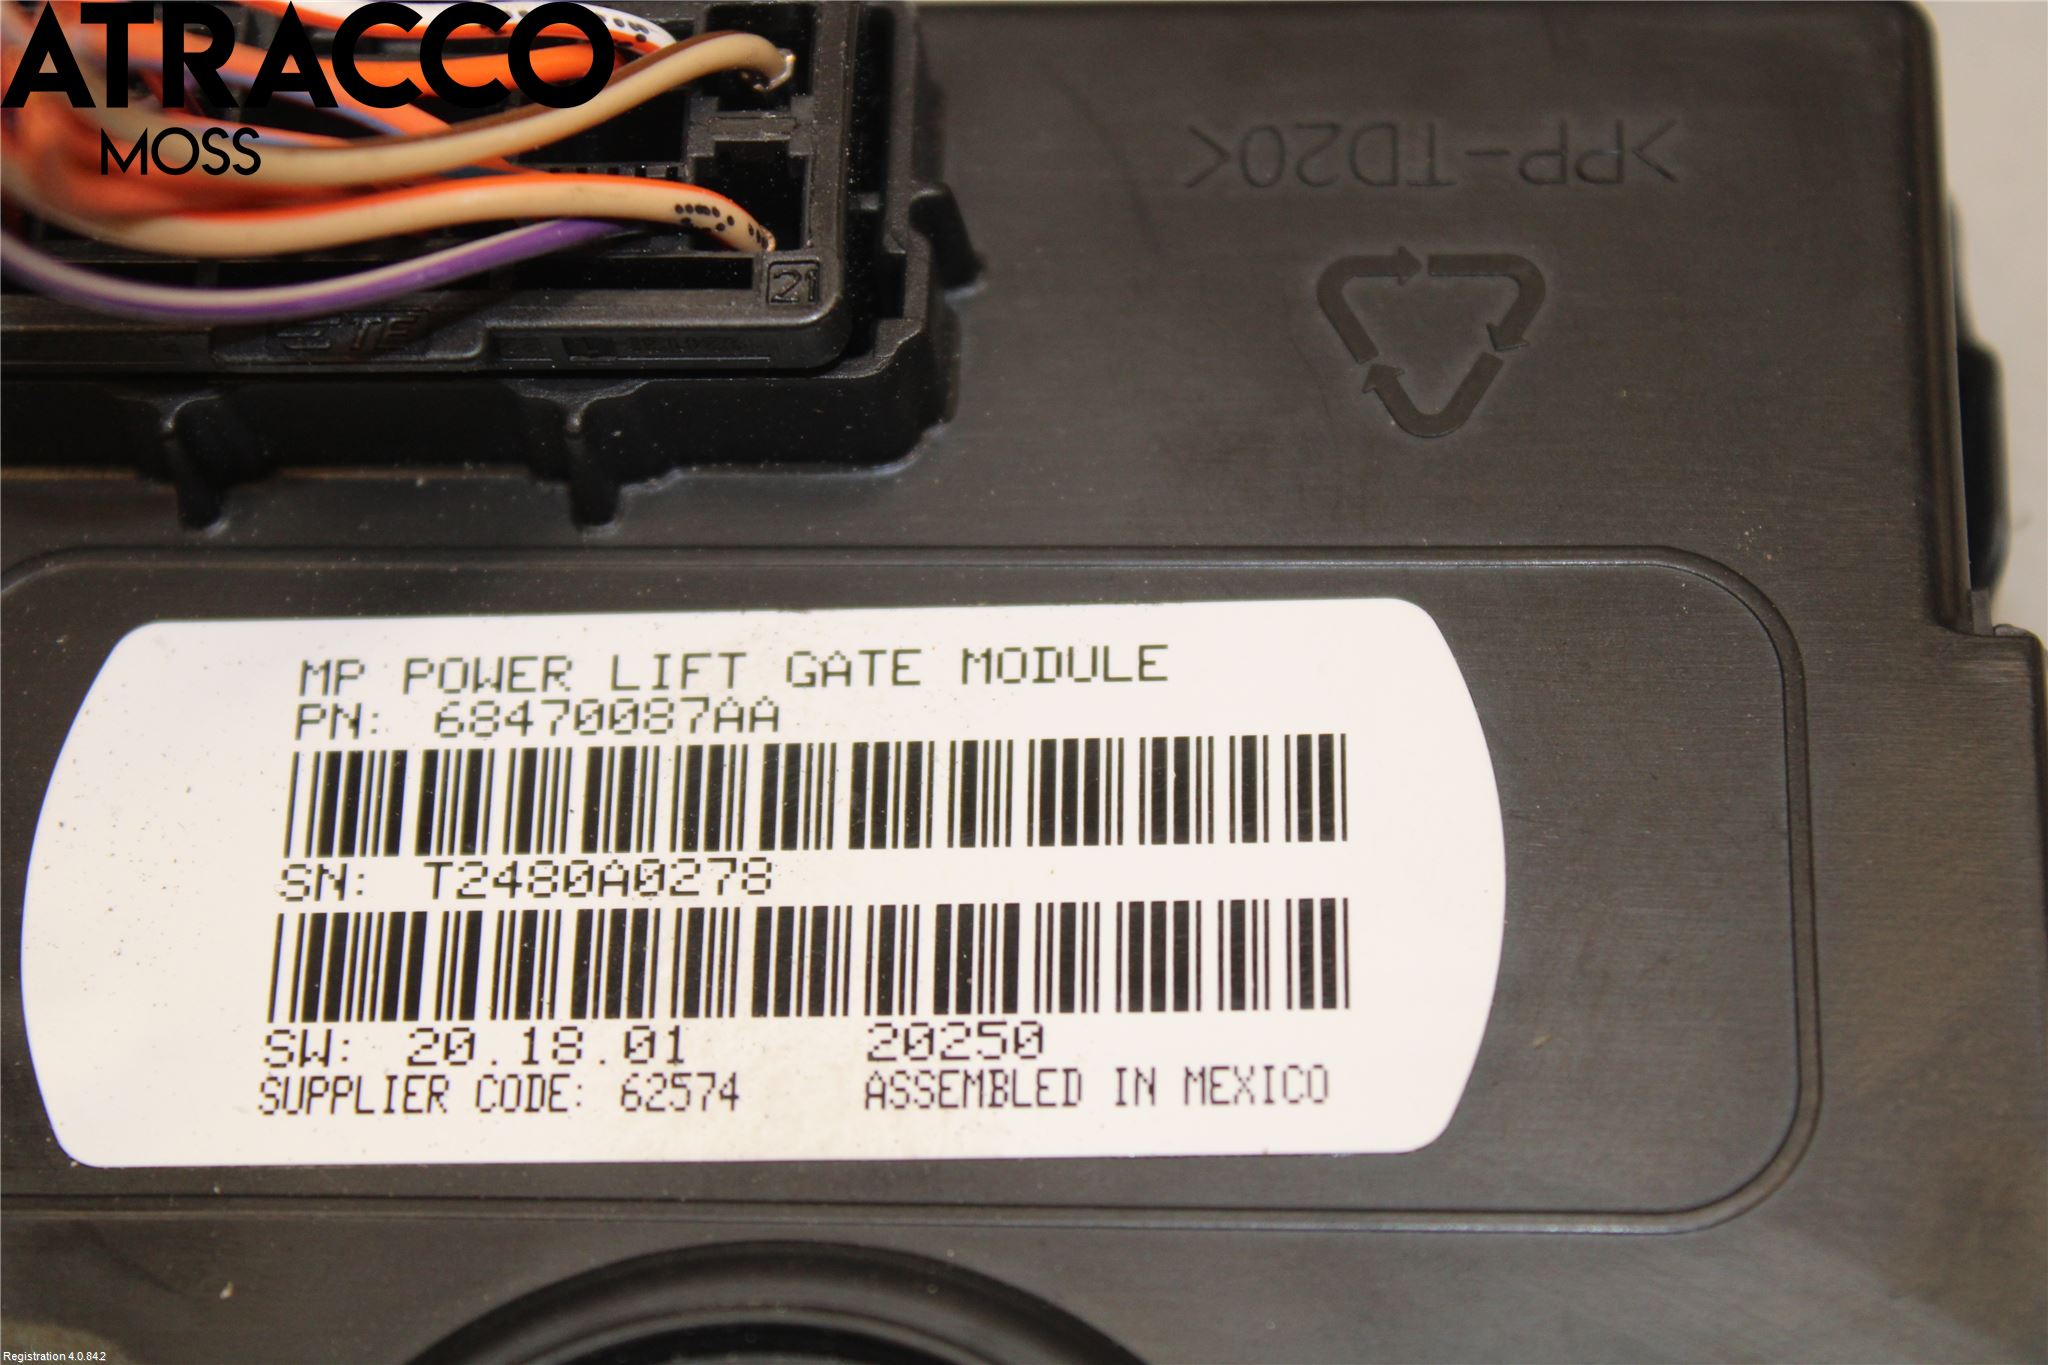 ATRACCO
MOSS
>PP-TD20<
21
TE
MP POWER LIFT GATE MODULE
PN: 68470087AA
SN: T2480A0278
SW: 20.18.01 20250
SUPPLIER CODE: 62574 ASSEMBLED IN MEXICO
Registration 4.0.84.2